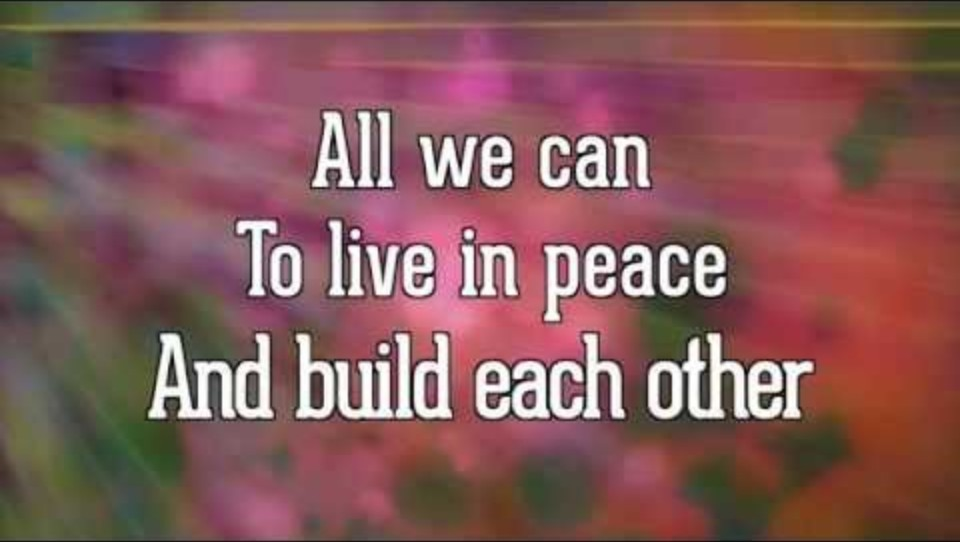 All we can
To live in peace
And build each other